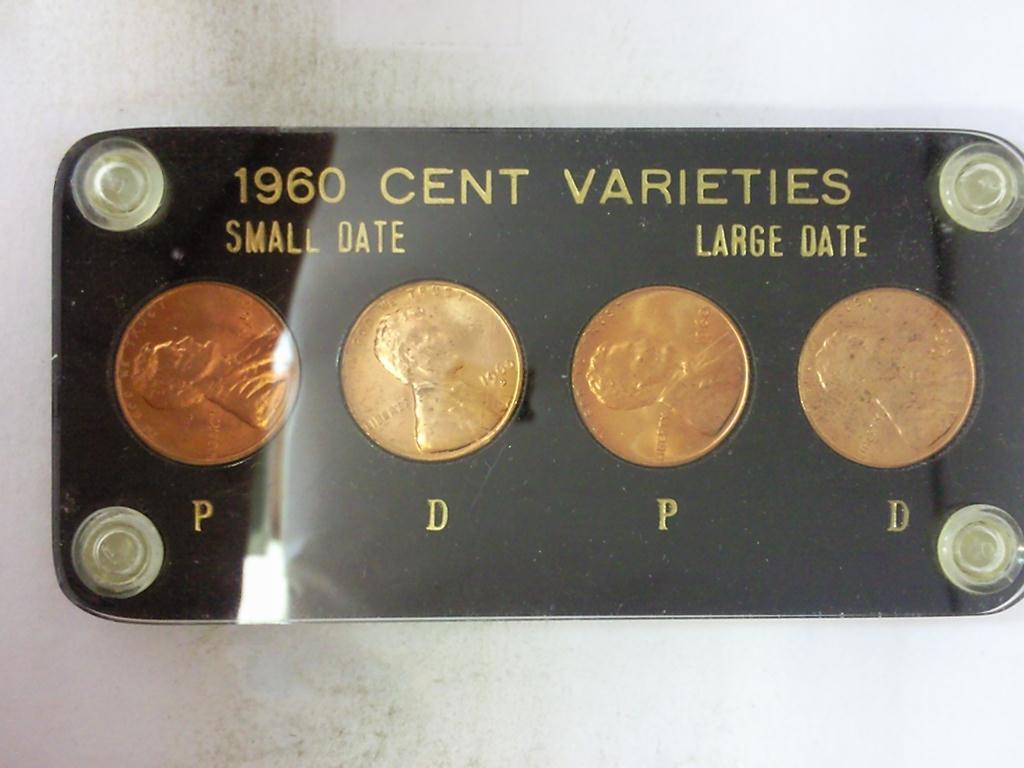 1960 CENT VARIETIES
SMALL DATE LARGE DATE
P D P D